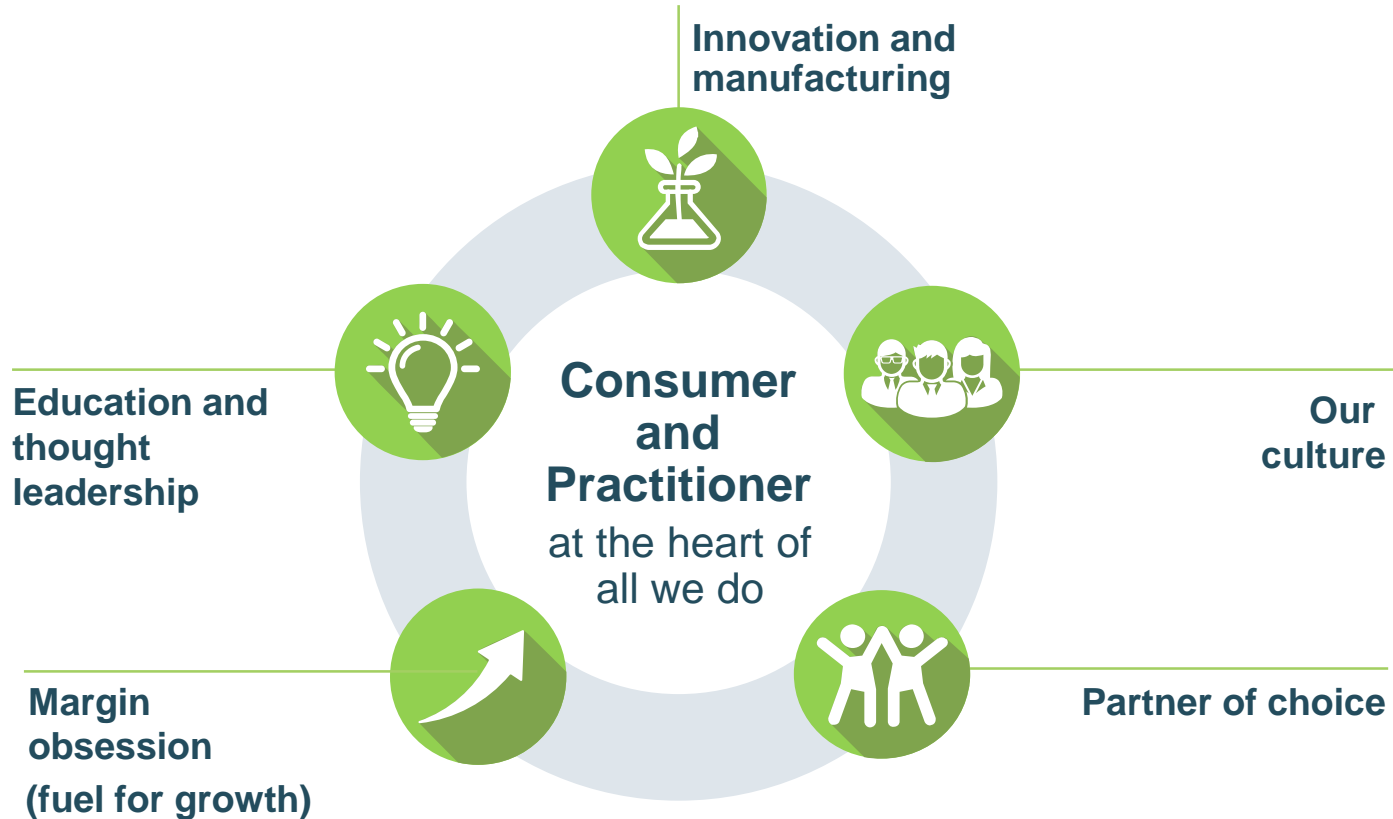 Innovation and
manufacturing
Consumer
and
Practitioner
at the heart of
all we do
Education and
thought
leadership
Our
culture
Margin
obsession
(fuel for growth)
Partner of choice